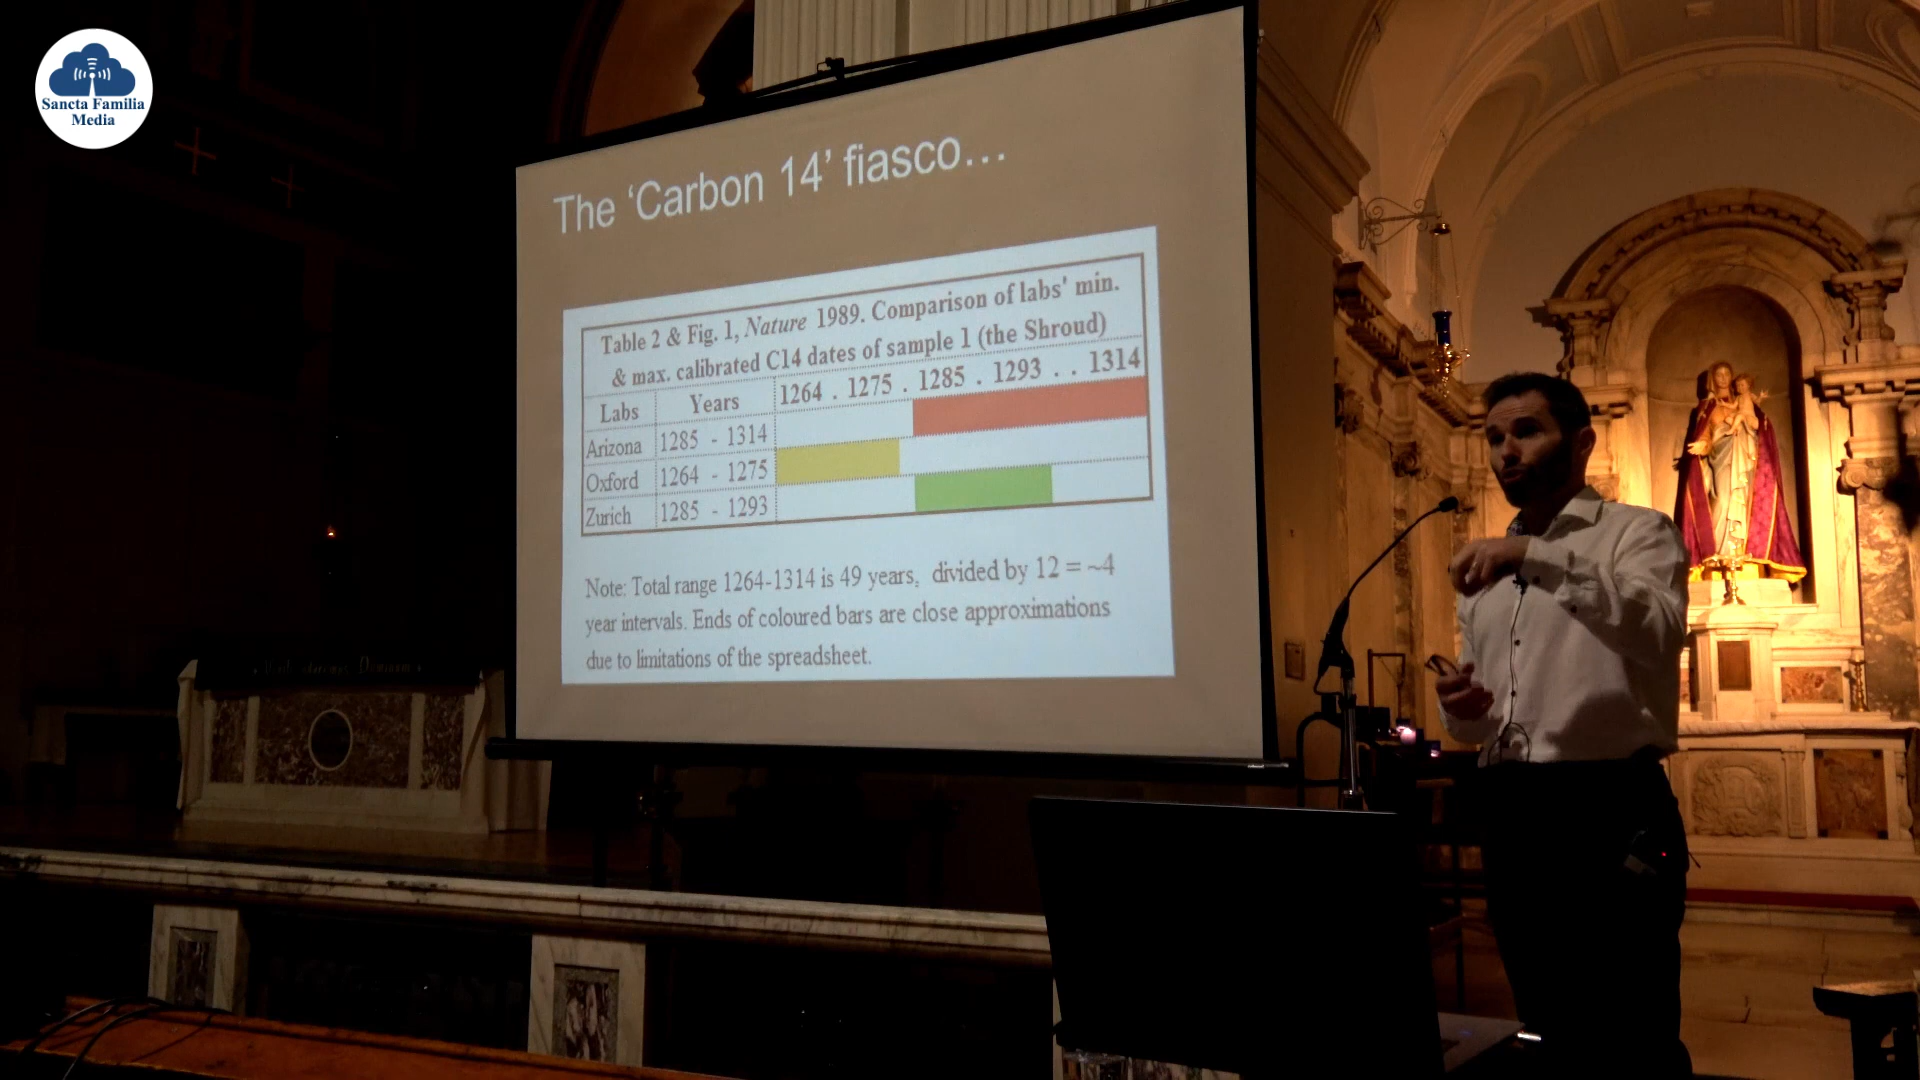 Sancta Familia
Media
The ‘Carbon 14’ fiasco…
Table 2 & Fig. 1, Nature 1989. Comparison of labs' min.
& max. calibrated C14 dates of sample 1 (the Shroud)
Labs Years 1264 . 1275 . 1285 . 1293 . . 1314
Arizona 1285 - 1314
Oxford 1264 - 1275
Zurich 1285 - 1293
Note: Total range 1264-1314 is 49 years, divided by 12 = ~4
year intervals. Ends of coloured bars are close approximations
due to limitations of the spreadsheet.